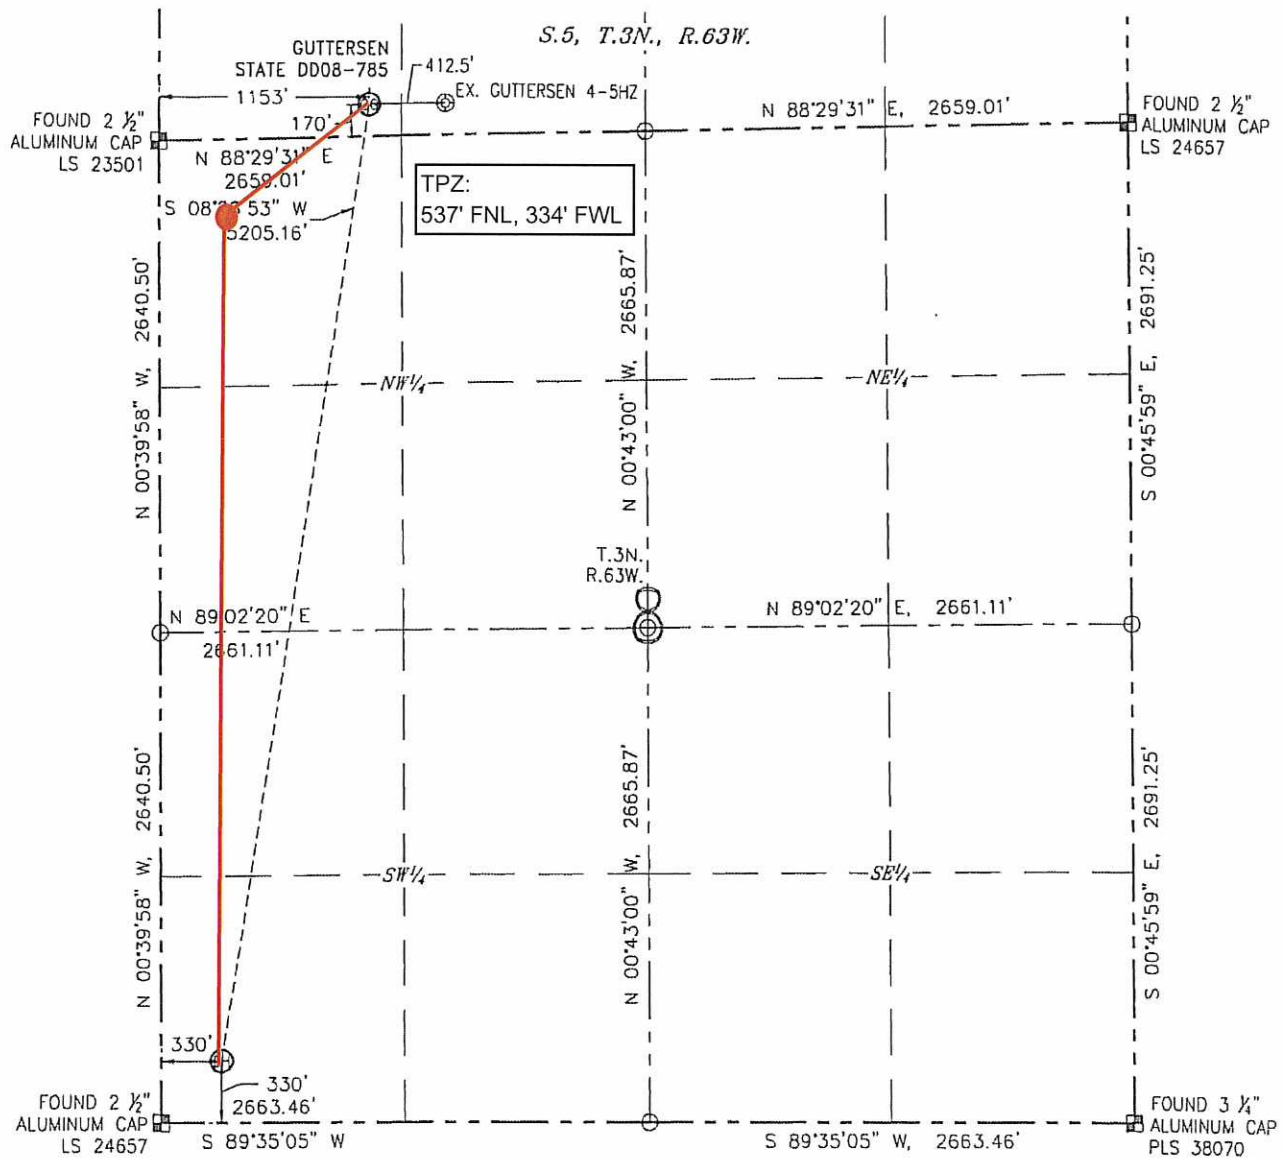 S.5, T.3N., R.63W.
GUTTERSEN
STATE DD08-785
412.5'
EX. GUTTERSEN 4-5HZ
1153'
170'
N 88°29'31" E, 2659.01'
FOUND 2 ½"
ALUMINUM CAP
LS 23501
FOUND 2 ½"
ALUMINUM CAP
LS 24657
N 88°29'31" E
2659.01'
TPZ:
537' FNL, 334' FWL
53" W
5205.16'
N 00°39'58" W, 2640.50'
N 00°43'00" W, 2665.87'
S 00°45'59" E, 2691.25'
NW¼
NE¼
T.3N.
R.63W.
8
N 89°02'20" E
2661.11'
N 89°02'20" E, 2661.11'
N 00°39'58" W, 2640.50'
N 00°43'00" W, 2665.87'
S 00°45'59" E, 2691.25'
SW¼
SE¼
330'
330'
2663.46'
S 89°35'05" W
S 89°35'05" W, 2663.46'
FOUND 2 ½"
ALUMINUM CAP
LS 24657
FOUND 3 ¼"
ALUMINUM CAP
PLS 38070